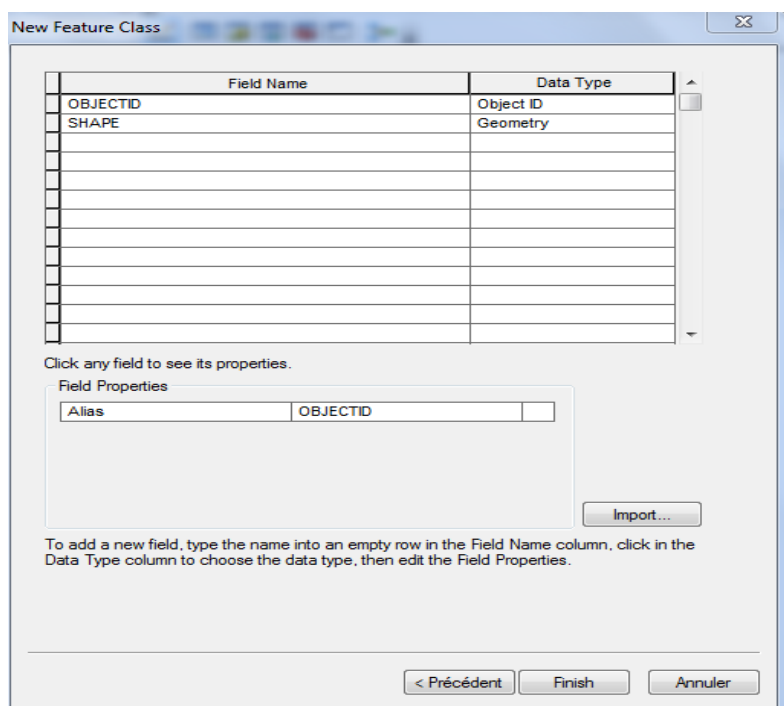 New Feature Class
Field Name Data Type
OBJECTID Object ID
SHAPE Geometry
Click any field to see its properties.
Field Properties
Alias OBJECTID
Import...
To add a new field, type the name into an empty row in the Field Name column, click in the
Data Type column to choose the data type, then edit the Field Properties.
< Précédent Finish Annuler